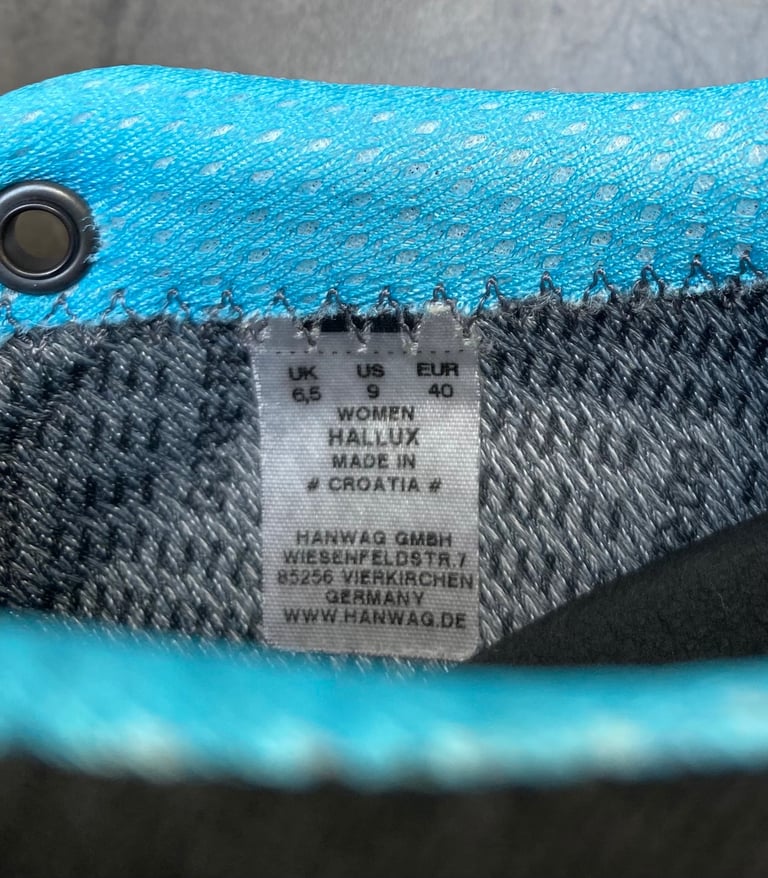 UK US EUR
6,5 9 40
WOMEN
HALLUX
MADE IN
# CROATIA #
HANWAG GMBH
WIESENFELDSTR.7
85256 VIERKIRCHEN
GERMANY
WWW.HANWAG.DE